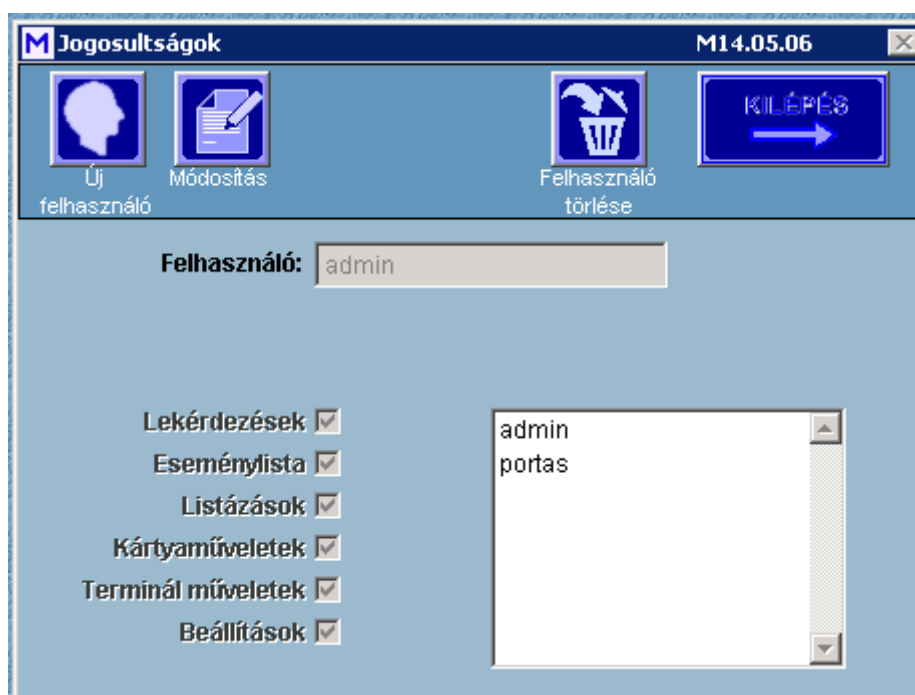 M Jogosultságok M14.05.06
KILÉPÉS
Új
felhasználó
Módosítás
Felhasználó
törlése
Felhasználó: admin
Lekérdezések
Eseménylista
Listázások
Kártyaműveletek
Terminál műveletek
Beállítások
admin
portas